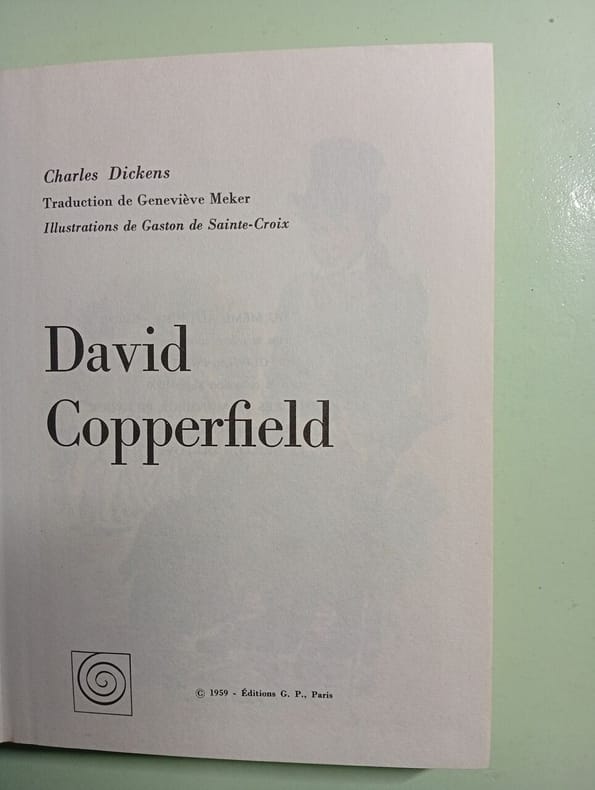 Charles Dickens
Traduction de Geneviève Meker
Illustrations de Gaston de Sainte-Croix
David
Copperfield
© 1959 - Éditions G. P., Paris